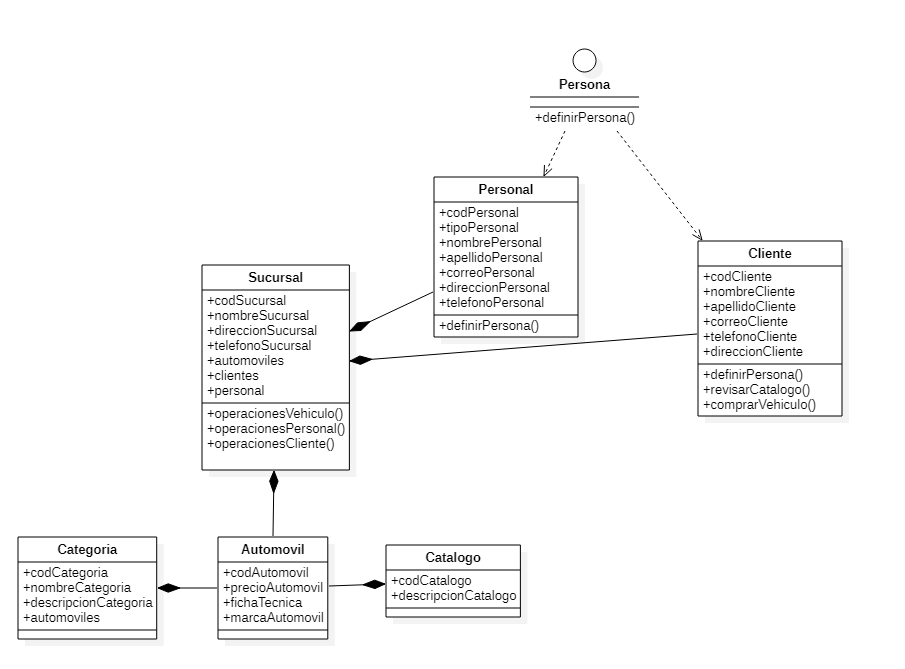 Persona
+definirPersona()
Personal
+codPersonal
+tipoPersonal
+nombrePersonal
+apellidoPersonal
+correoPersonal
+direccionPersonal
+telefonoPersonal
+definirPersona()
Cliente
+codCliente
+nombreCliente
+apellidoCliente
+correoCliente
+telefonoCliente
+direccionCliente
+definirPersona()
+revisarCatalogo()
+comprarVehiculo()
Sucursal
+codSucursal
+nombreSucursal
+direccionSucursal
+telefonoSucursal
+automoviles
+clientes
+personal
+operacionesVehiculo()
+operacionesPersonal()
+operacionesCliente()
Categoria
+codCategoria
+nombreCategoria
+descripcionCategoria
+automoviles
Automovil
+codAutomovil
+precioAutomovil
+fichaTecnica
+marcaAutomovil
Catalogo
+codCatalogo
+descripcionCatalogo